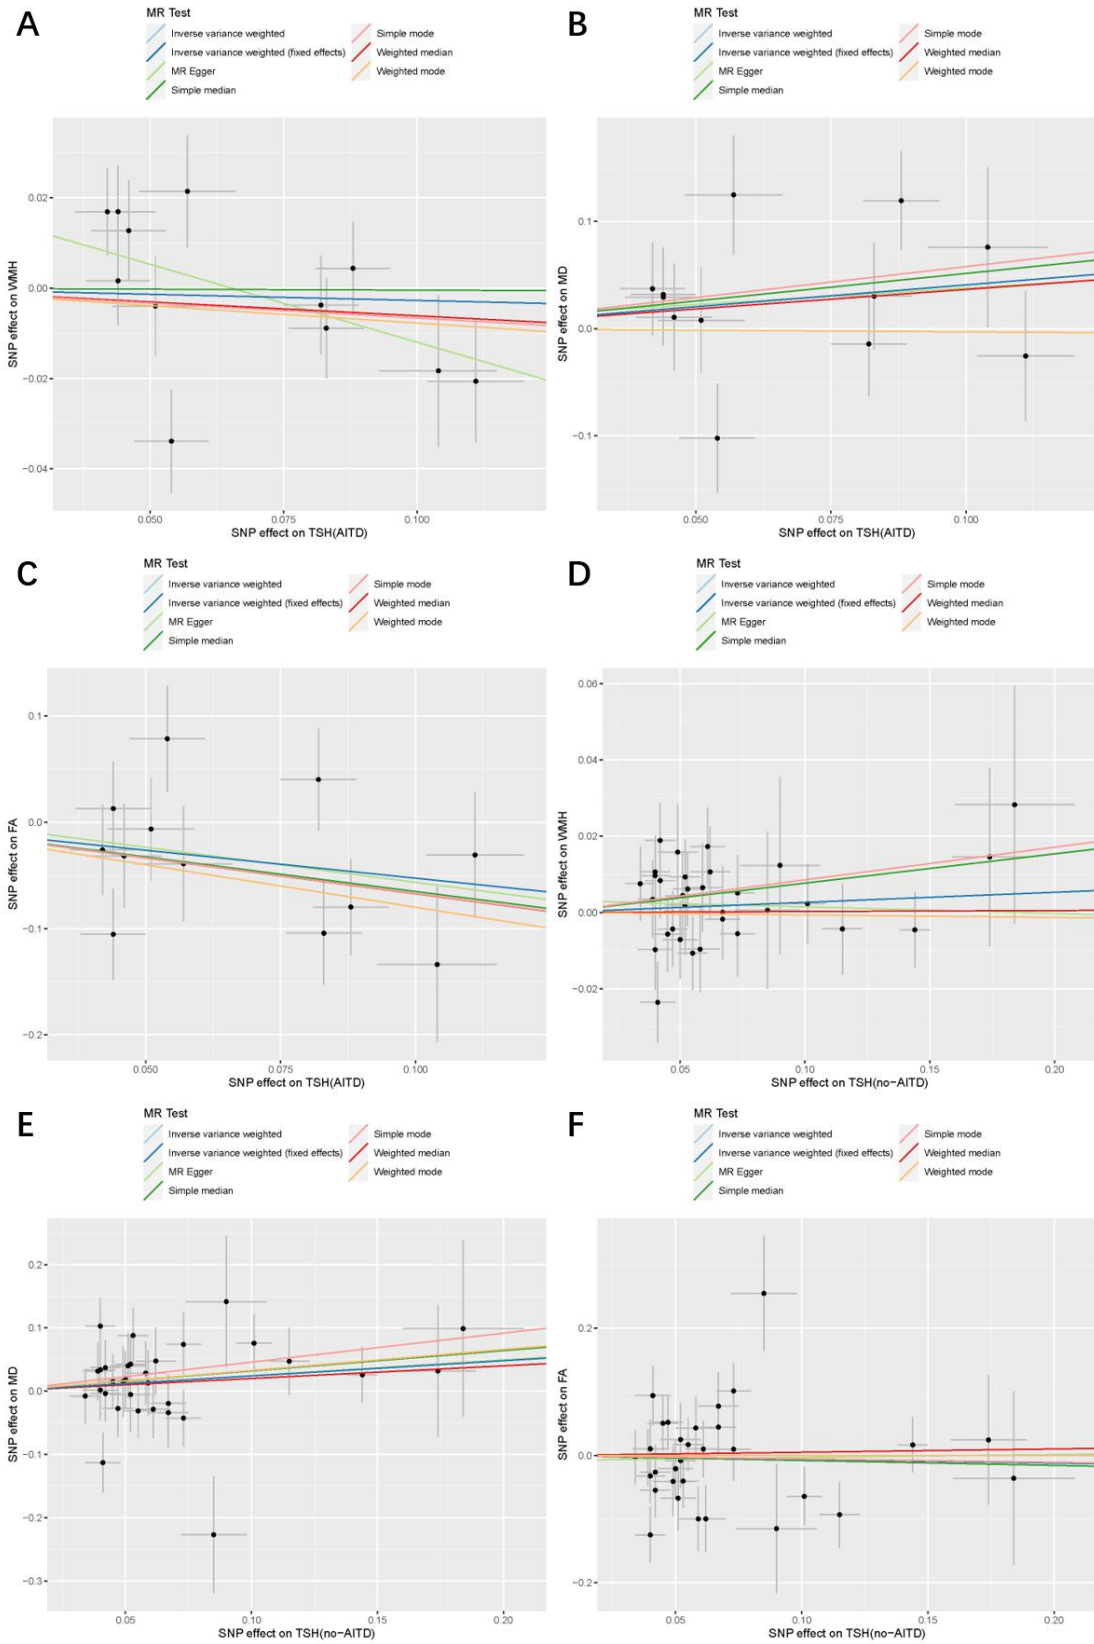 A
MR Test
Inverse variance weighted
Simple mode
Inverse variance weighted (fixed effects)
Weighted median
MR Egger
Weighted mode
Simple median
0.02
0.00
−0.02
−0.04
SNP effect on WMH
0.050
0.075
0.100
SNP effect on TSH(AITD)
B
MR Test
Inverse variance weighted
Simple mode
Inverse variance weighted (fixed effects)
Weighted median
MR Egger
Weighted mode
Simple median
0.1
0.0
−0.1
SNP effect on MD
0.050
0.075
0.100
SNP effect on TSH(AITD)
C
MR Test
Inverse variance weighted
Simple mode
Inverse variance weighted (fixed effects)
Weighted median
MR Egger
Weighted mode
Simple median
0.1
0.0
−0.1
−0.2
SNP effect on FA
0.050
0.075
0.100
SNP effect on TSH(AITD)
D
MR Test
Inverse variance weighted
Simple mode
Inverse variance weighted (fixed effects)
Weighted median
MR Egger
Weighted mode
Simple median
0.06
0.04
0.02
0.00
−0.02
SNP effect on WMH
0.05
0.10
0.15
0.20
SNP effect on TSH(no−AITD)
E
MR Test
Inverse variance weighted
Simple mode
Inverse variance weighted (fixed effects)
Weighted median
MR Egger
Weighted mode
Simple median
0.2
0.1
0.0
−0.1
−0.2
−0.3
SNP effect on MD
0.05
0.10
0.15
0.20
SNP effect on TSH(no−AITD)
F
MR Test
Inverse variance weighted
Simple mode
Inverse variance weighted (fixed effects)
Weighted median
MR Egger
Weighted mode
Simple median
0.2
0.0
−0.2
SNP effect on FA
0.05
0.10
0.15
0.20
SNP effect on TSH(no−AITD)